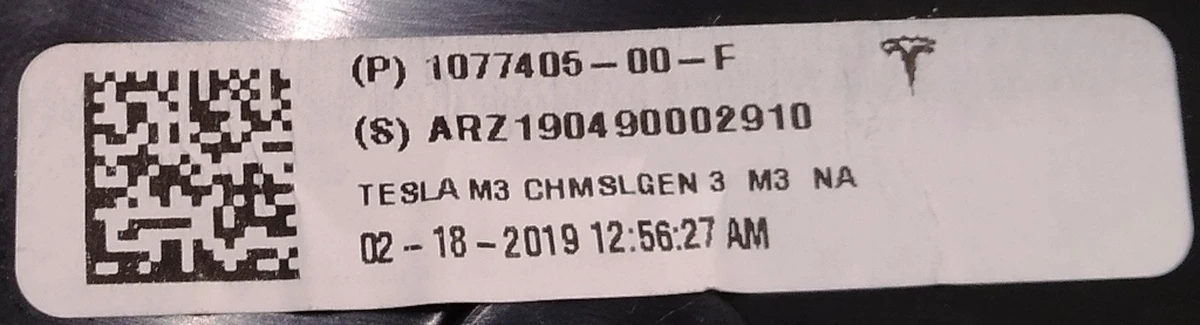 (P) 1077405-00-F
(S) ARZ190490002910
TESLA M3 CHMSLGEN 3 M3 NA
02-18-2019 12:56:27 AM